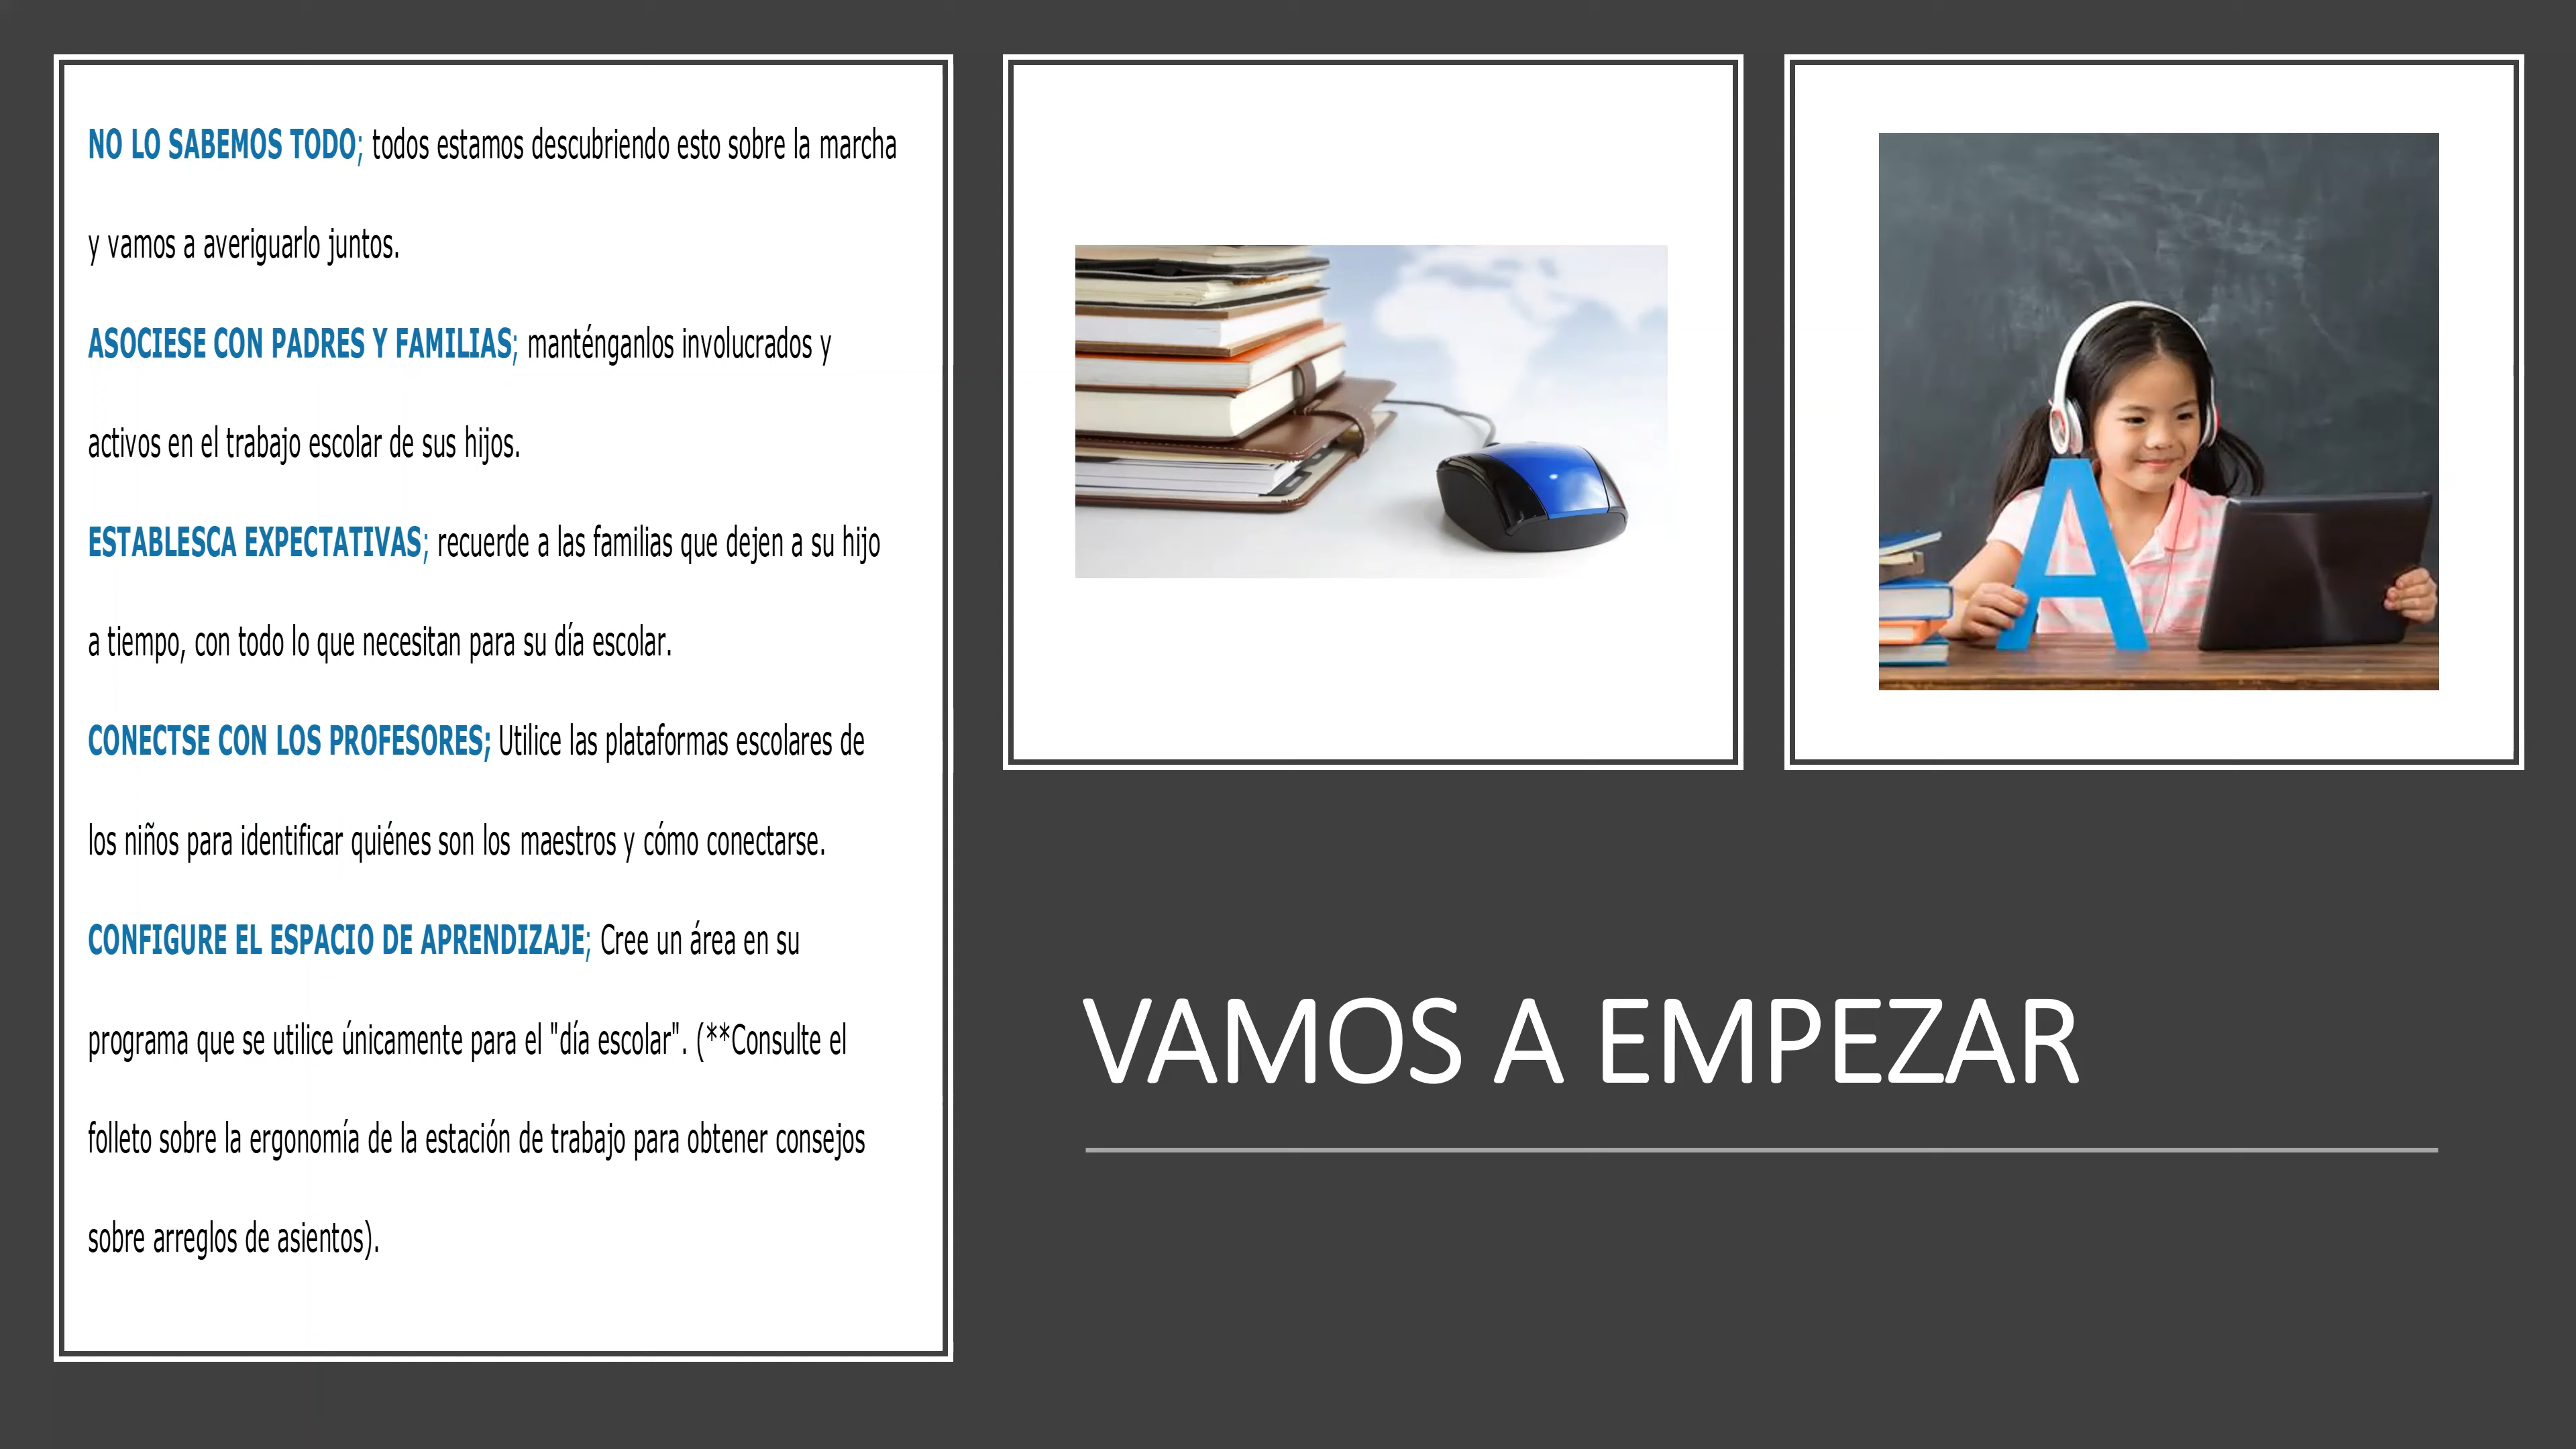 NO LO SABEMOS TODO; todos estamos descubriendo esto sobre la marcha
y vamos a averiguarlo juntos.
ASOCIESE CON PADRES Y FAMILIAS; manténganlos involucrados y
activos en el trabajo escolar de sus hijos.
ESTABLESCA EXPECTATIVAS; recuerde a las familias que dejen a su hijo
a tiempo, con todo lo que necesitan para su día escolar.
CONECTSE CON LOS PROFESORES; Utilice las plataformas escolares de
los niños para identificar quiénes son los maestros y cómo conectarse.
CONFIGURE EL ESPACIO DE APRENDIZAJE; Cree un área en su
programa que se utilice únicamente para el "día escolar". (**Consulte el
folleto sobre la ergonomía de la estación de trabajo para obtener consejos
sobre arreglos de asientos).
A
VAMOS A EMPEZAR